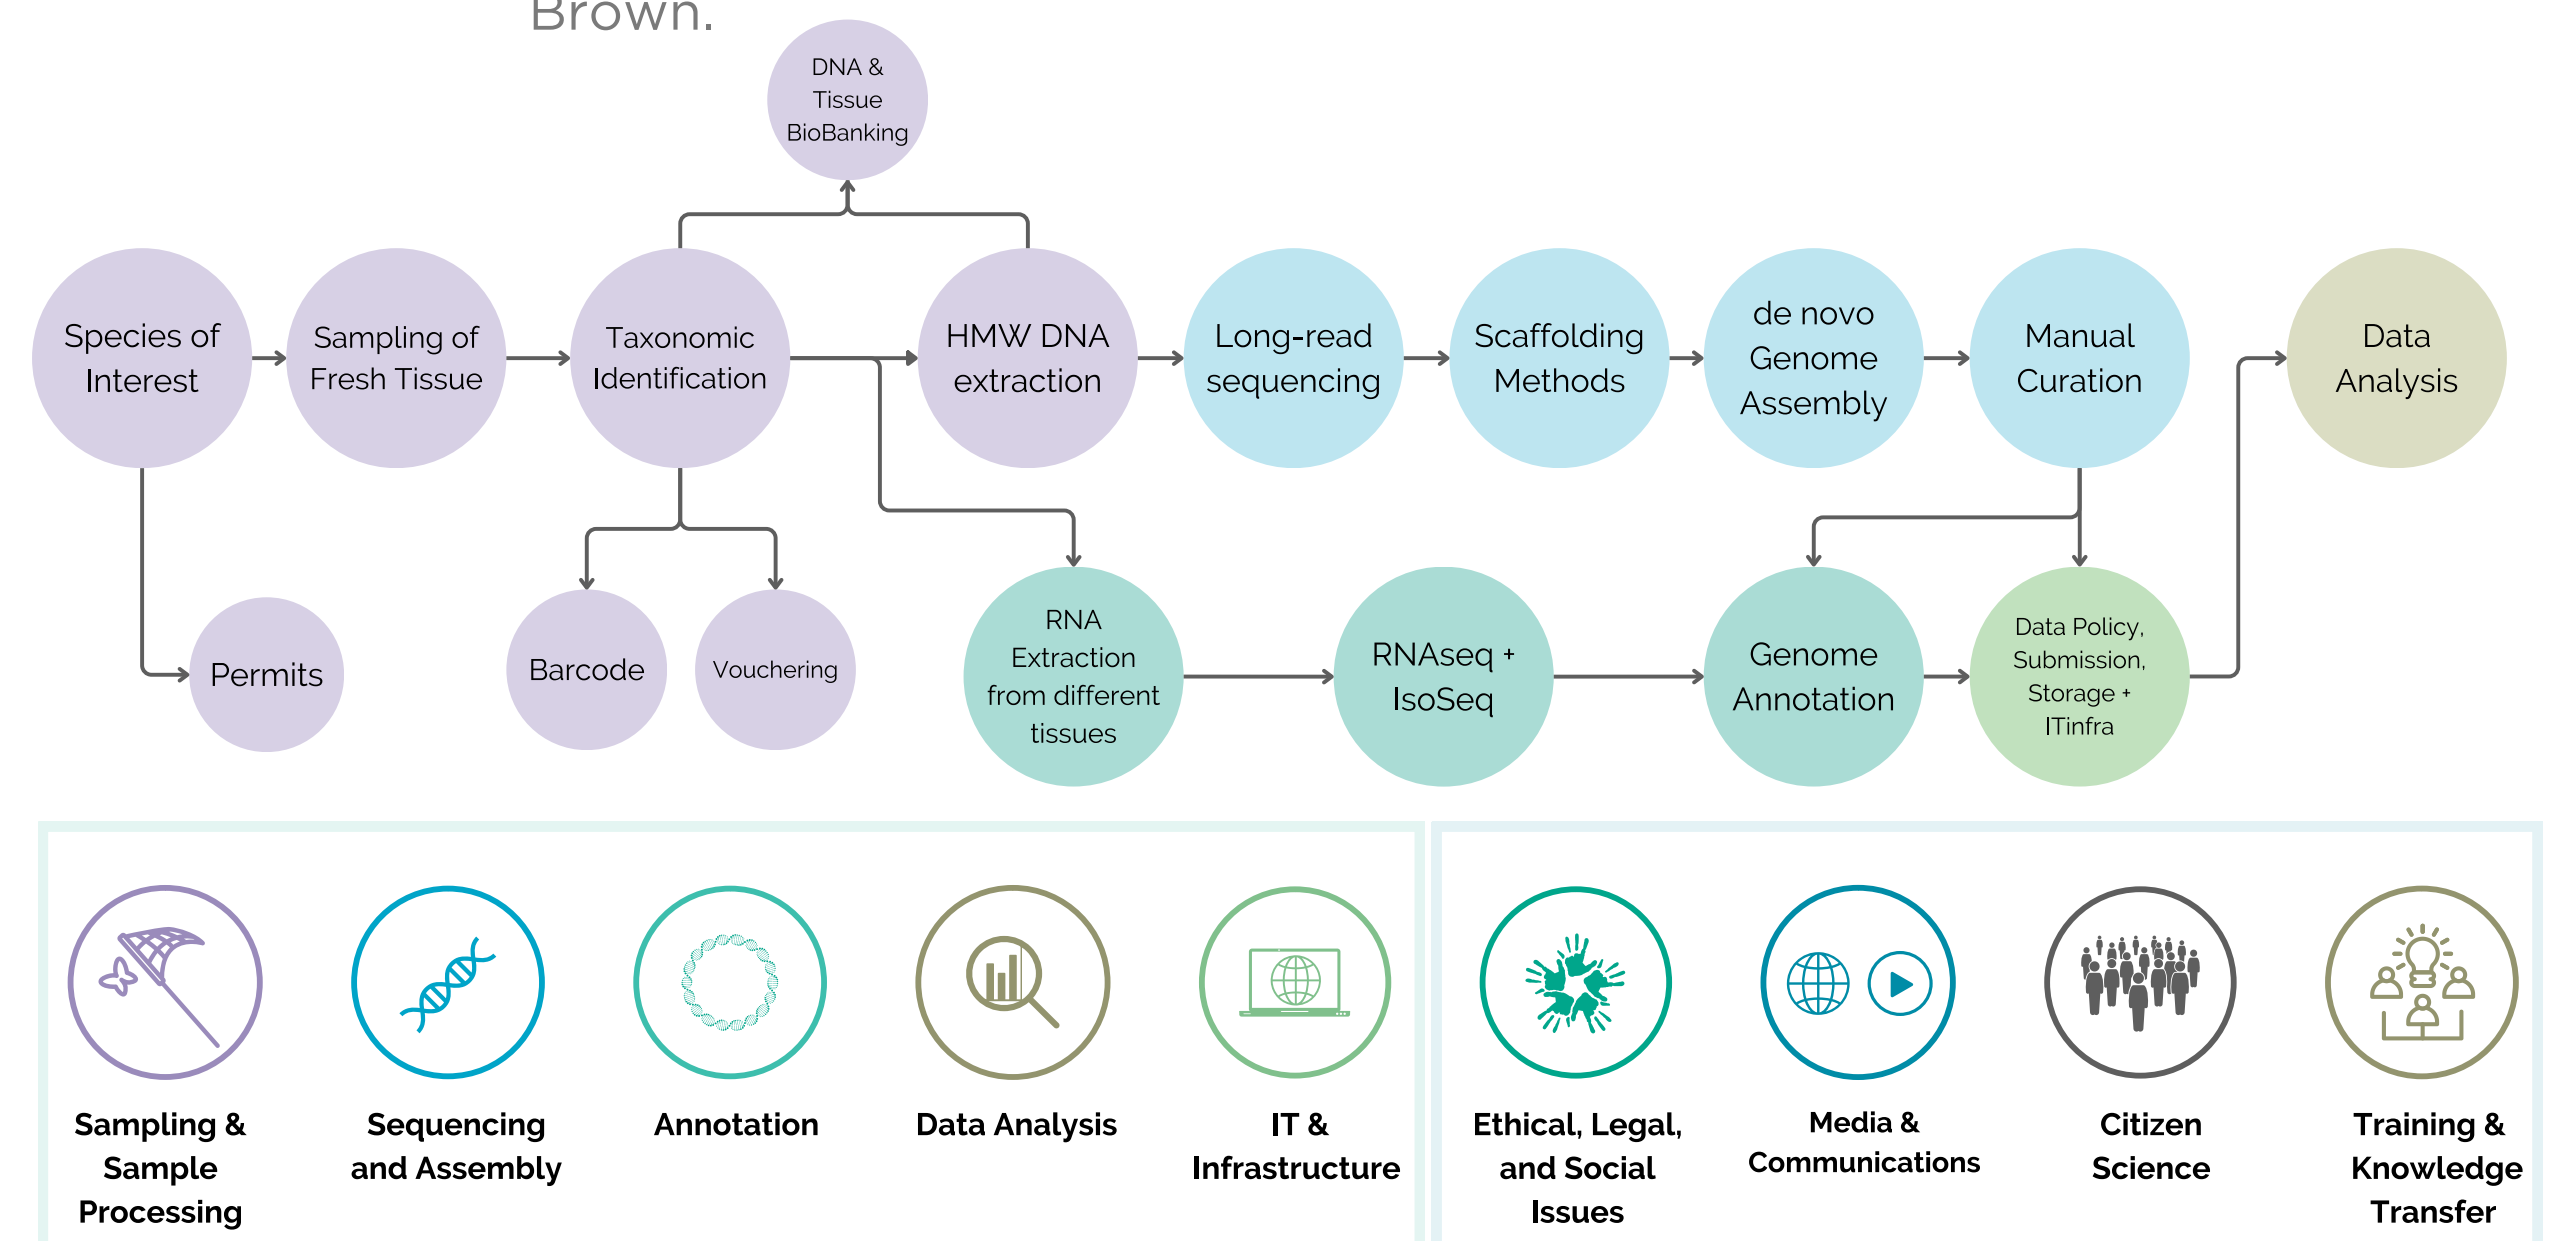 Brown.
DNA &
Tissue
BioBanking
Species of
Interest
Sampling of
Fresh Tissue
Taxonomic
Identification
HMW DNA
extraction
Long-read
sequencing
Scaffolding
Methods
de novo
Genome
Assembly
Manual
Curation
Data
Analysis
Permits
Barcode
Vouchering
RNA
Extraction
from different
tissues
RNAseq +
IsoSeq
Genome
Annotation
Data Policy,
Submission,
Storage +
ITinfra
Sampling &
Sample
Processing
Sequencing
and Assembly
Annotation
Data Analysis
IT &
Infrastructure
Ethical, Legal,
and Social
Issues
Media &
Communications
Citizen
Science
Training &
Knowledge
Transfer